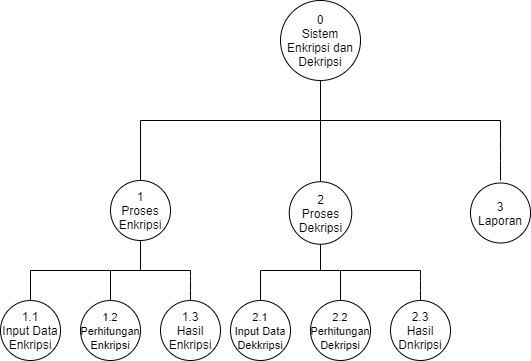 0
Sistem
Enkripsi dan
Dekripsi
1
Proses
Enkripsi
2
Proses
Dekripsi
3
Laporan
1.1
Input Data
Enkripsi
1.2
Perhitungan
Enkripsi
1.3
Hasil
Enkripsi
2.1
Input Data
Dekkripsi
2.2
Perhitungan
Dekripsi
2.3
Hasil
Dnkripsi